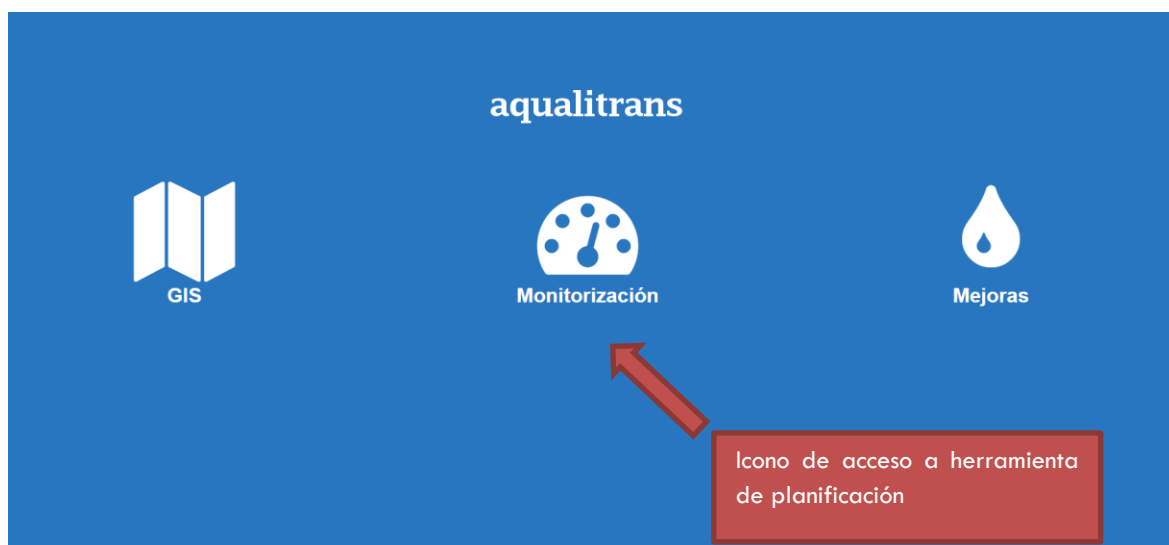 aqualitrans
GIS
Monitorización
Mejoras
Icono de acceso a herramienta
de planificación